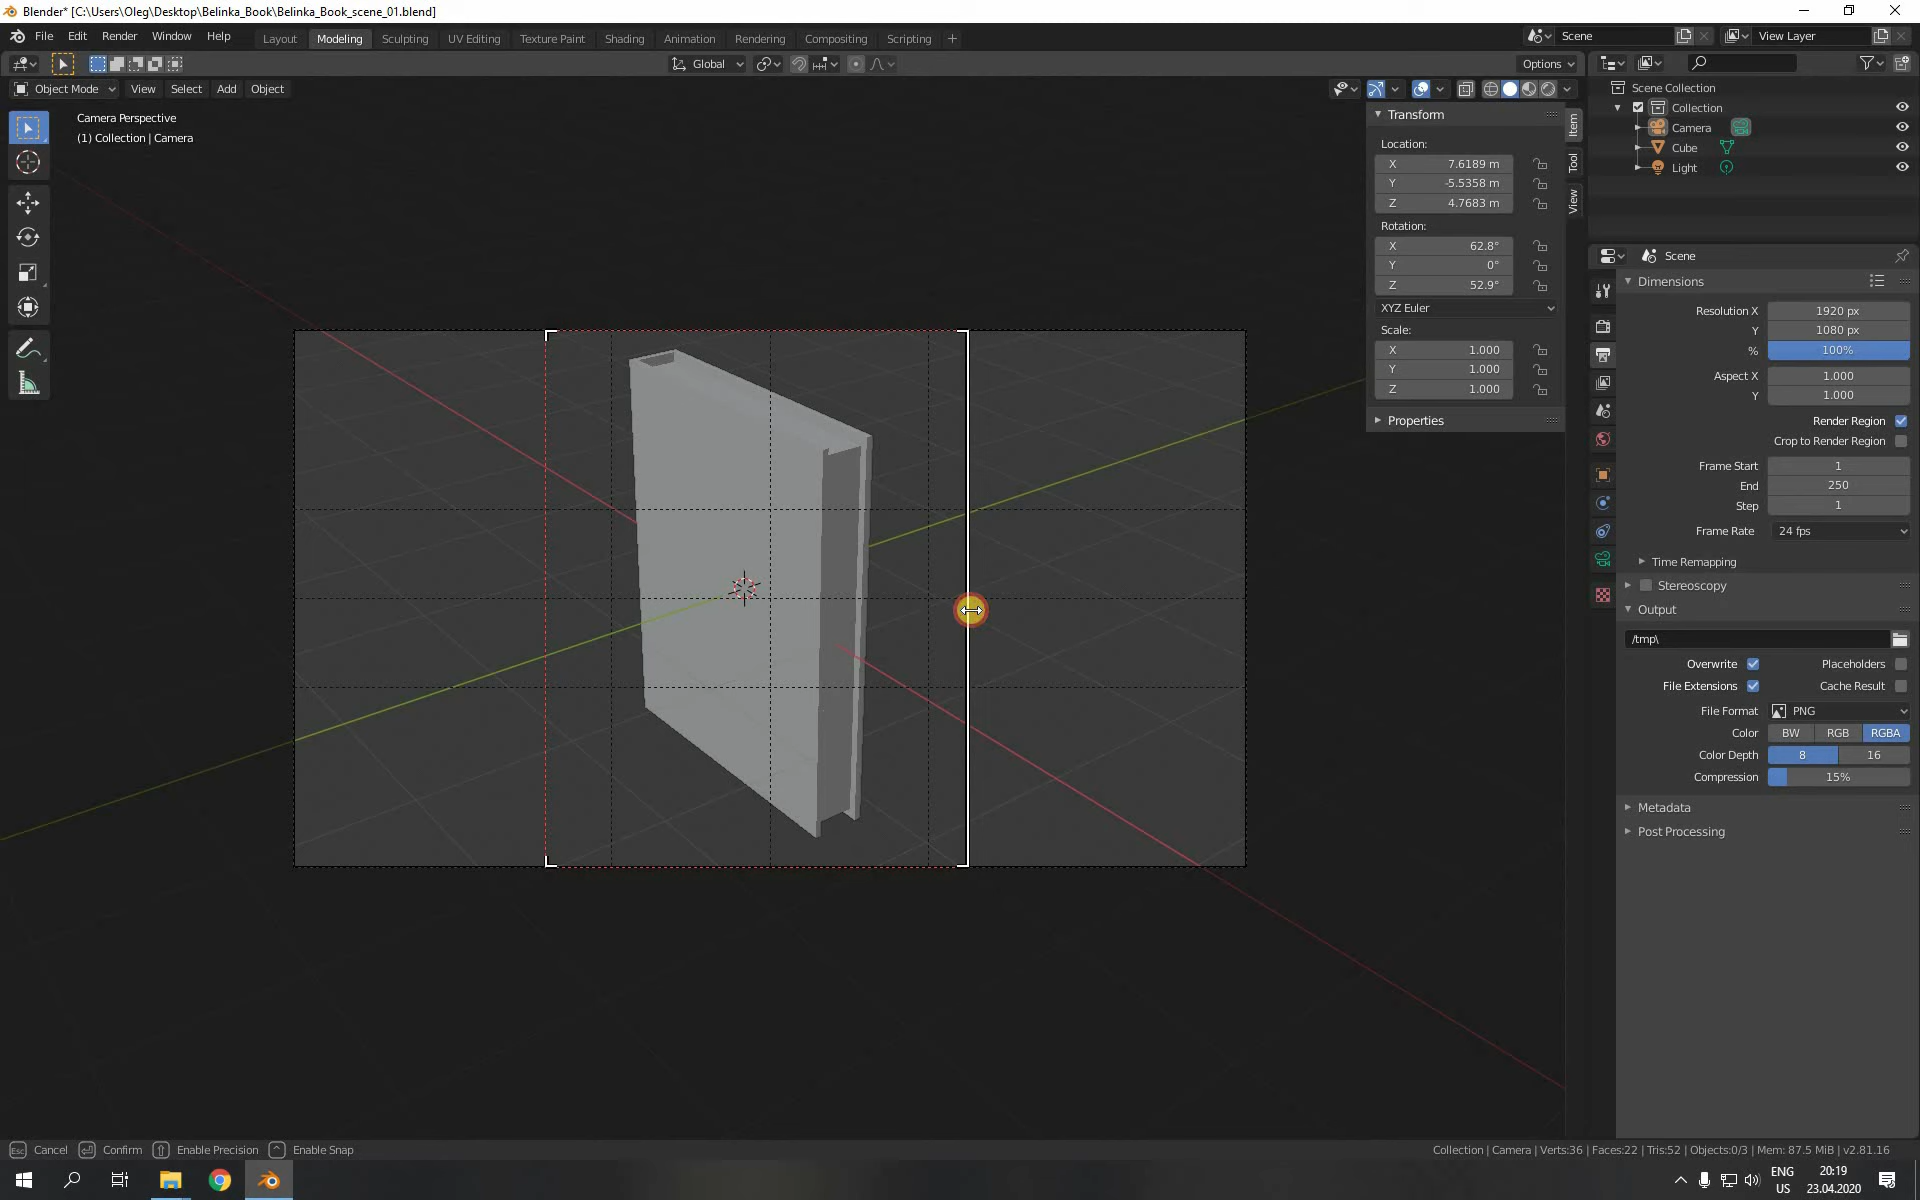 Blender* [C:\Users\Oleg\Desktop\Belinka_Book\Belinka_Book_scene_01.blend]
File Edit Render Window Help Layout Modeling Sculpting UV Editing Texture Paint Shading Animation Rendering Compositing Scripting + Scene View Layer
Global Options
Object Mode View Select Add Object
Camera Perspective
(1) Collection | Camera
Transform
Location:
X 7.6189 m
Y -5.5358 m
Z 4.7683 m
Rotation:
X 62.8°
Y 0°
Z 52.9°
XYZ Euler
Scale:
X 1.000
Y 1.000
Z 1.000
Properties
Item
Tool
View
Scene Collection
Collection
Camera
Cube
Light
Scene
Dimensions
Resolution X 1920 px
Y 1080 px
% 100%
Aspect X 1.000
Y 1.000
Render Region
Crop to Render Region
Frame Start 1
End 250
Step 1
Frame Rate 24 fps
Time Remapping
Stereoscopy
Output
/tmp\
Overwrite Placeholders
File Extensions Cache Result
File Format PNG
Color BW RGB RGBA
Color Depth 8 16
Compression 15%
Metadata
Post Processing
Esc Cancel Confirm Enable Precision Enable Snap
Collection | Camera | Verts:36 | Faces:22 | Tris:52 | Objects:0/3 | Mem: 87.5 MiB | v2.81.16
ENG
US
20:19
23.04.2020